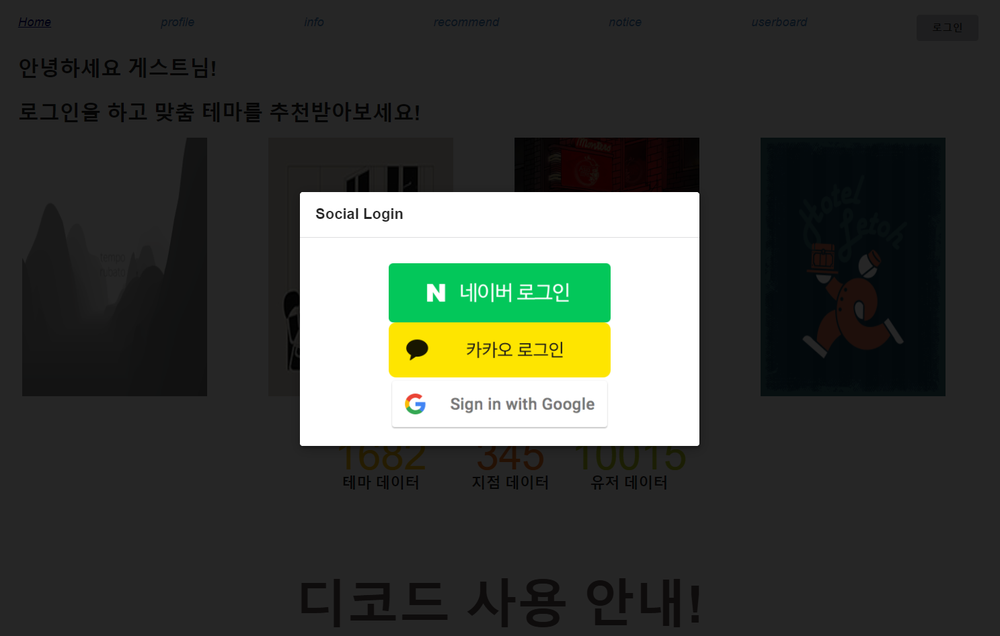 Home profile info recommend notice userboard 로그인
안녕하세요 게스트님!
로그인을 하고 맞춤 테마를 추천받아보세요!
tempo
rubato
Hotel
Letoh
Social Login
N 네이버 로그인
카카오 로그인
Sign in with Google
1682 345 10015
테마 데이터 지점 데이터 유저 데이터
디코드 사용 안내!